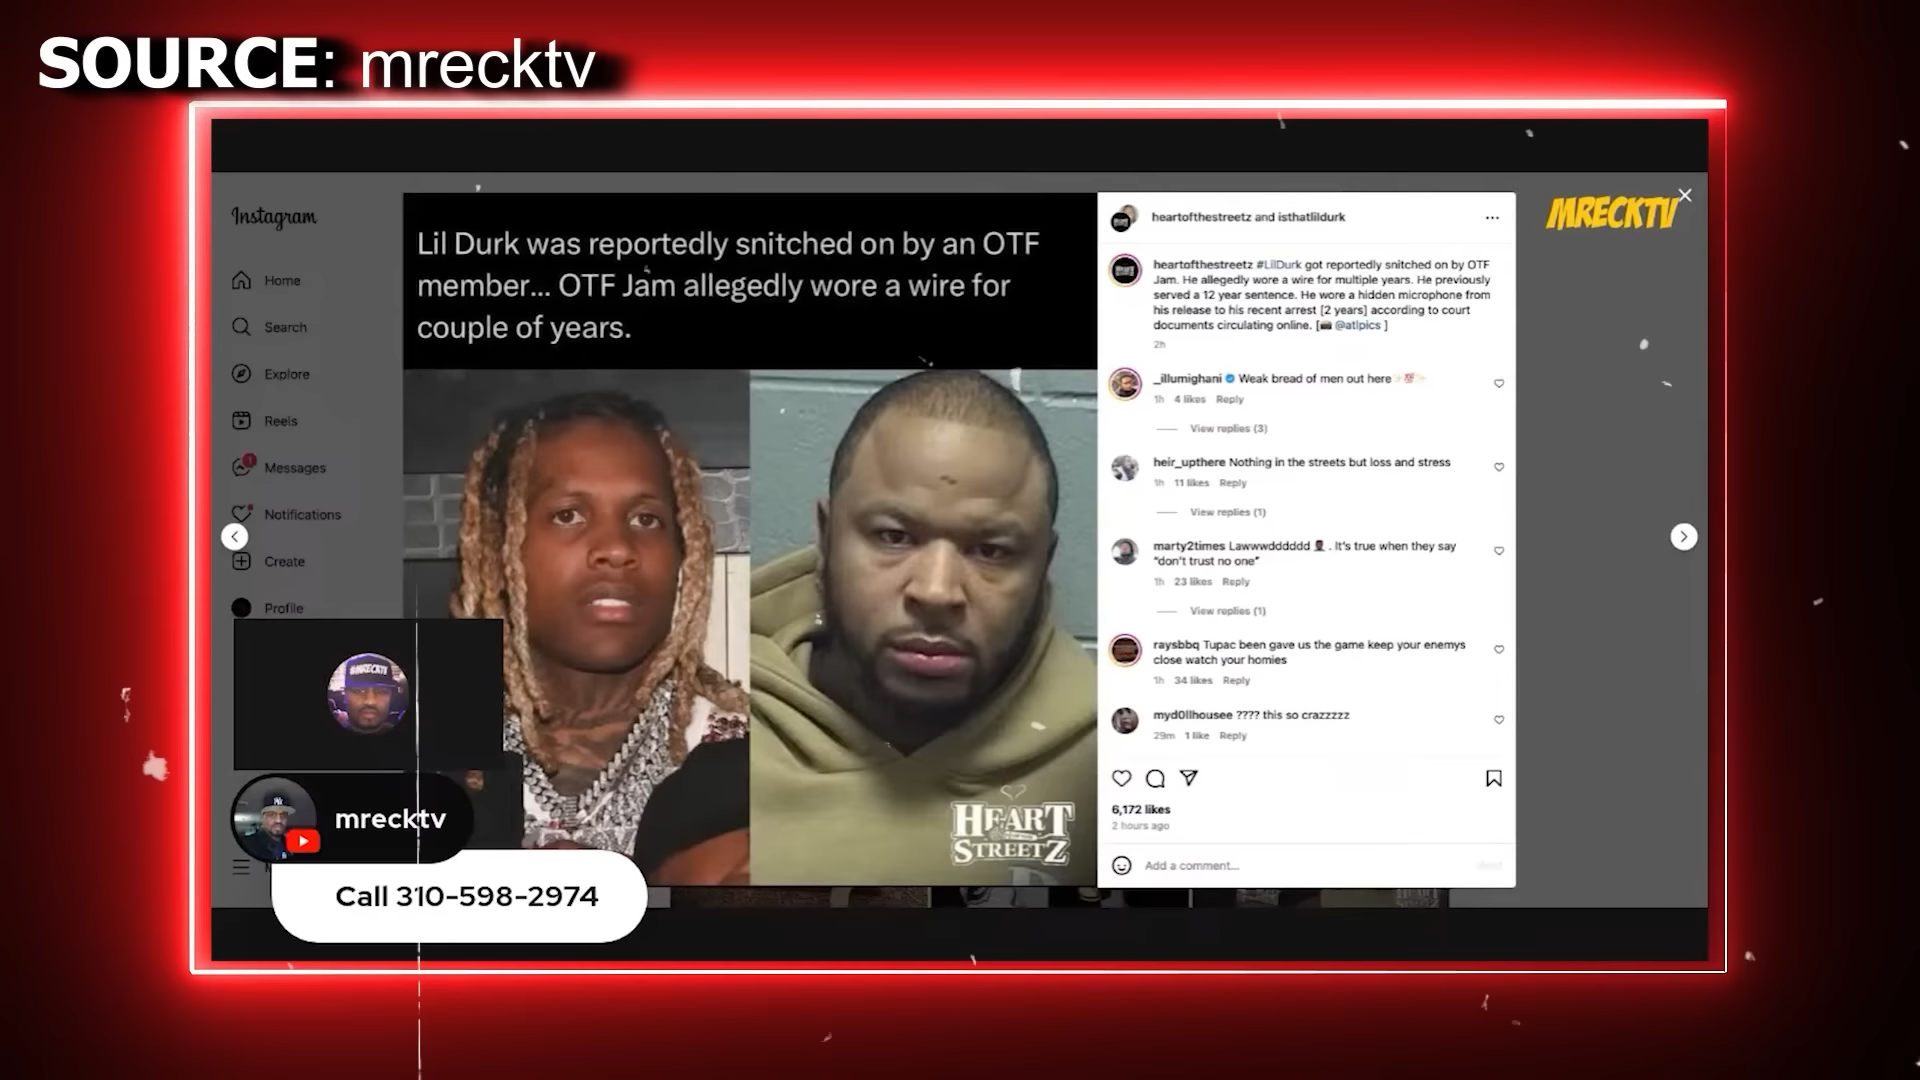 SOURCE: mrecktv
MRECKTV
Instagram
Home
Search
Explore
Reels
1
Messages
Notifications
Create
Profile
Lil Durk was reportedly snitched on by an OTF
member... OTF Jam allegedly wore a wire for
couple of years.
HEART
STREETZ
heartofthestreetz and isthatlildurk
heartofthestreetz #LilDurk got reportedly snitched on by OTF
Jam. He allegedly wore a wire for multiple years. He previously
served a 12 year sentence. He wore a hidden microphone from
his release to his recent arrest [2 years] according to court
documents circulating online. [📸 @atlpics ]
2h
_illumighani Weak bread of men out here 💯
1h 4 likes Reply
View replies (3)
heir_upthere Nothing in the streets but loss and stress
1h 11 likes Reply
View replies (1)
marty2times Lawwwdddddd . It's true when they say
"don't trust no one"
1h 23 likes Reply
View replies (1)
raysbbq Tupac been gave us the game keep your enemys
close watch your homies
1h 34 likes Reply
myd0llhousee ???? this so crazzzzz
29m 1 like Reply
6,172 likes
2 hours ago
Add a comment...
mrecktv
Call 310-598-2974